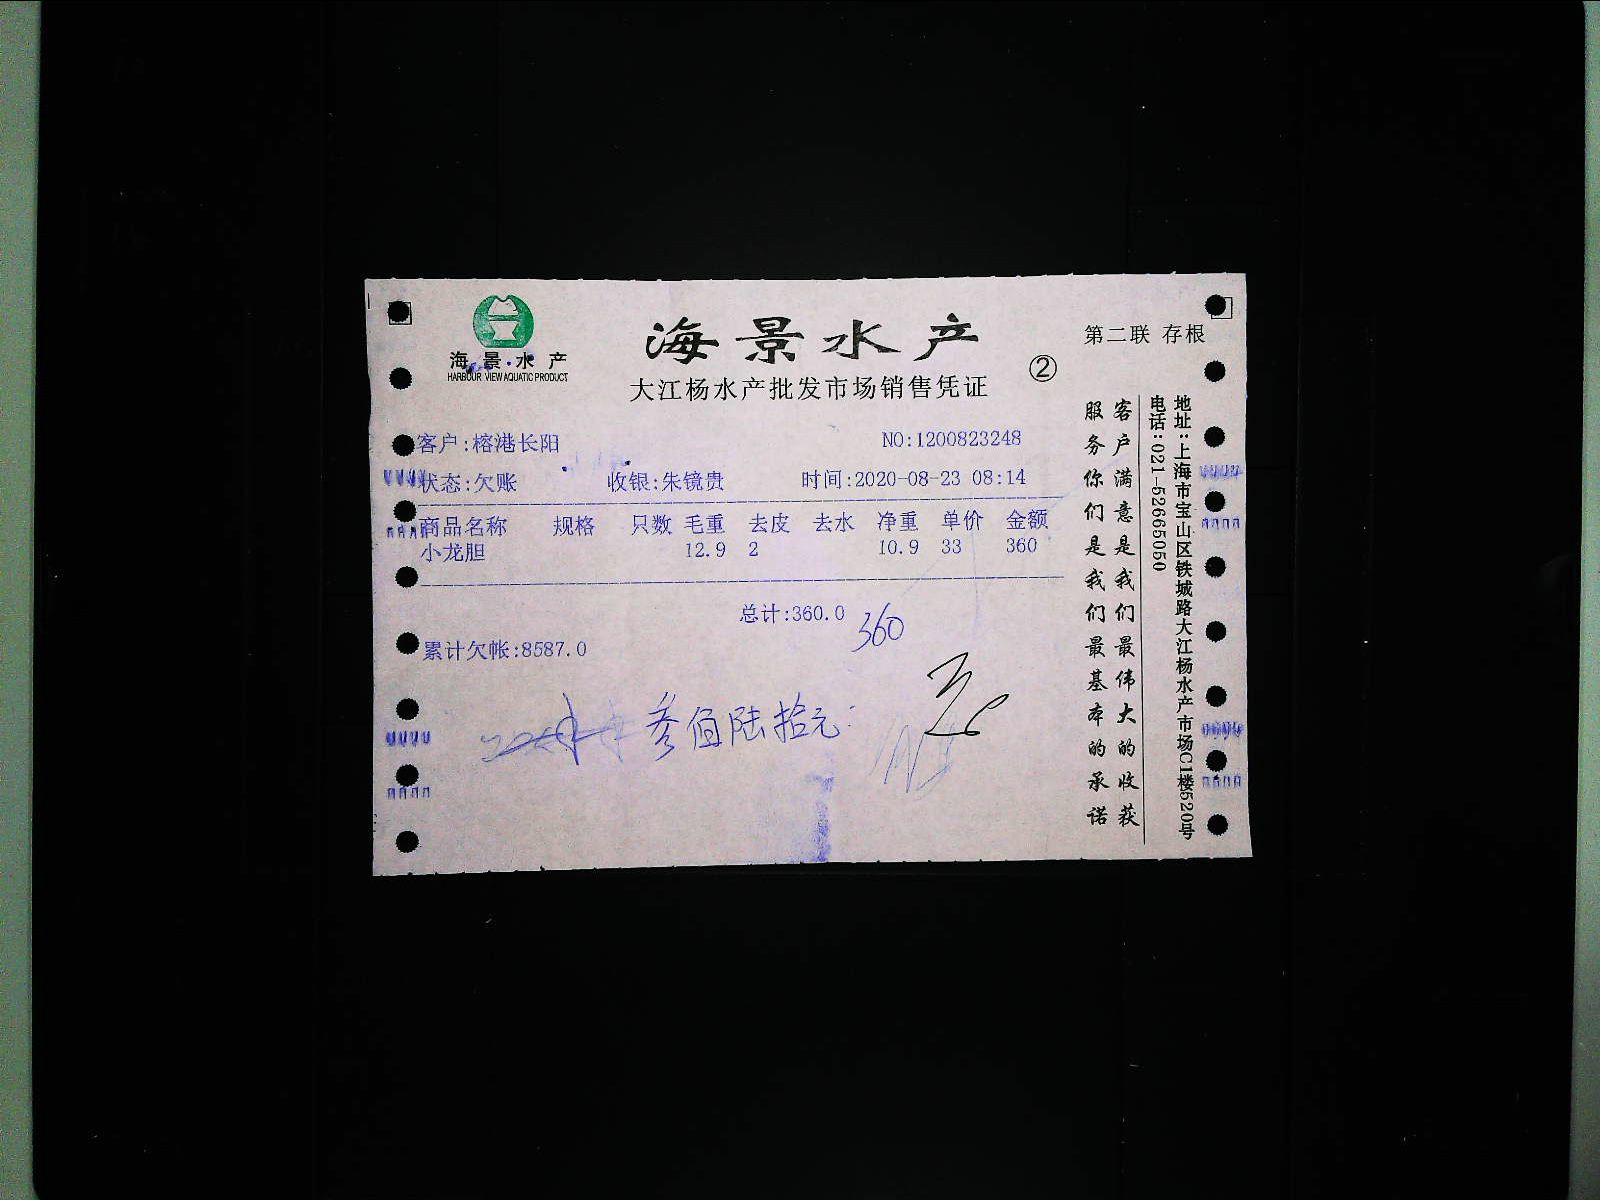 海景·水产
HARBOUR VIEW AQUATIC PRODUCT
海景水产
大江杨水产批发市场销售凭证
②
第二联 存根
客户:榕港长阳
NO:1200823248
状态:欠账 收银:朱镜贵 时间:2020-08-23 08:14
商品名称 规格 只数 毛重 去皮 去水 净重 单价 金额
小龙胆 12.9 2 10.9 33 360
总计:360.0
360
累计欠帐:8587.0
叁佰陆拾元
客户满意是我们最伟大的收获
服务你们是我们最基本的承诺
地址:上海市宝山区铁城路大江杨水产市场C1楼520号
电话:021-52665050